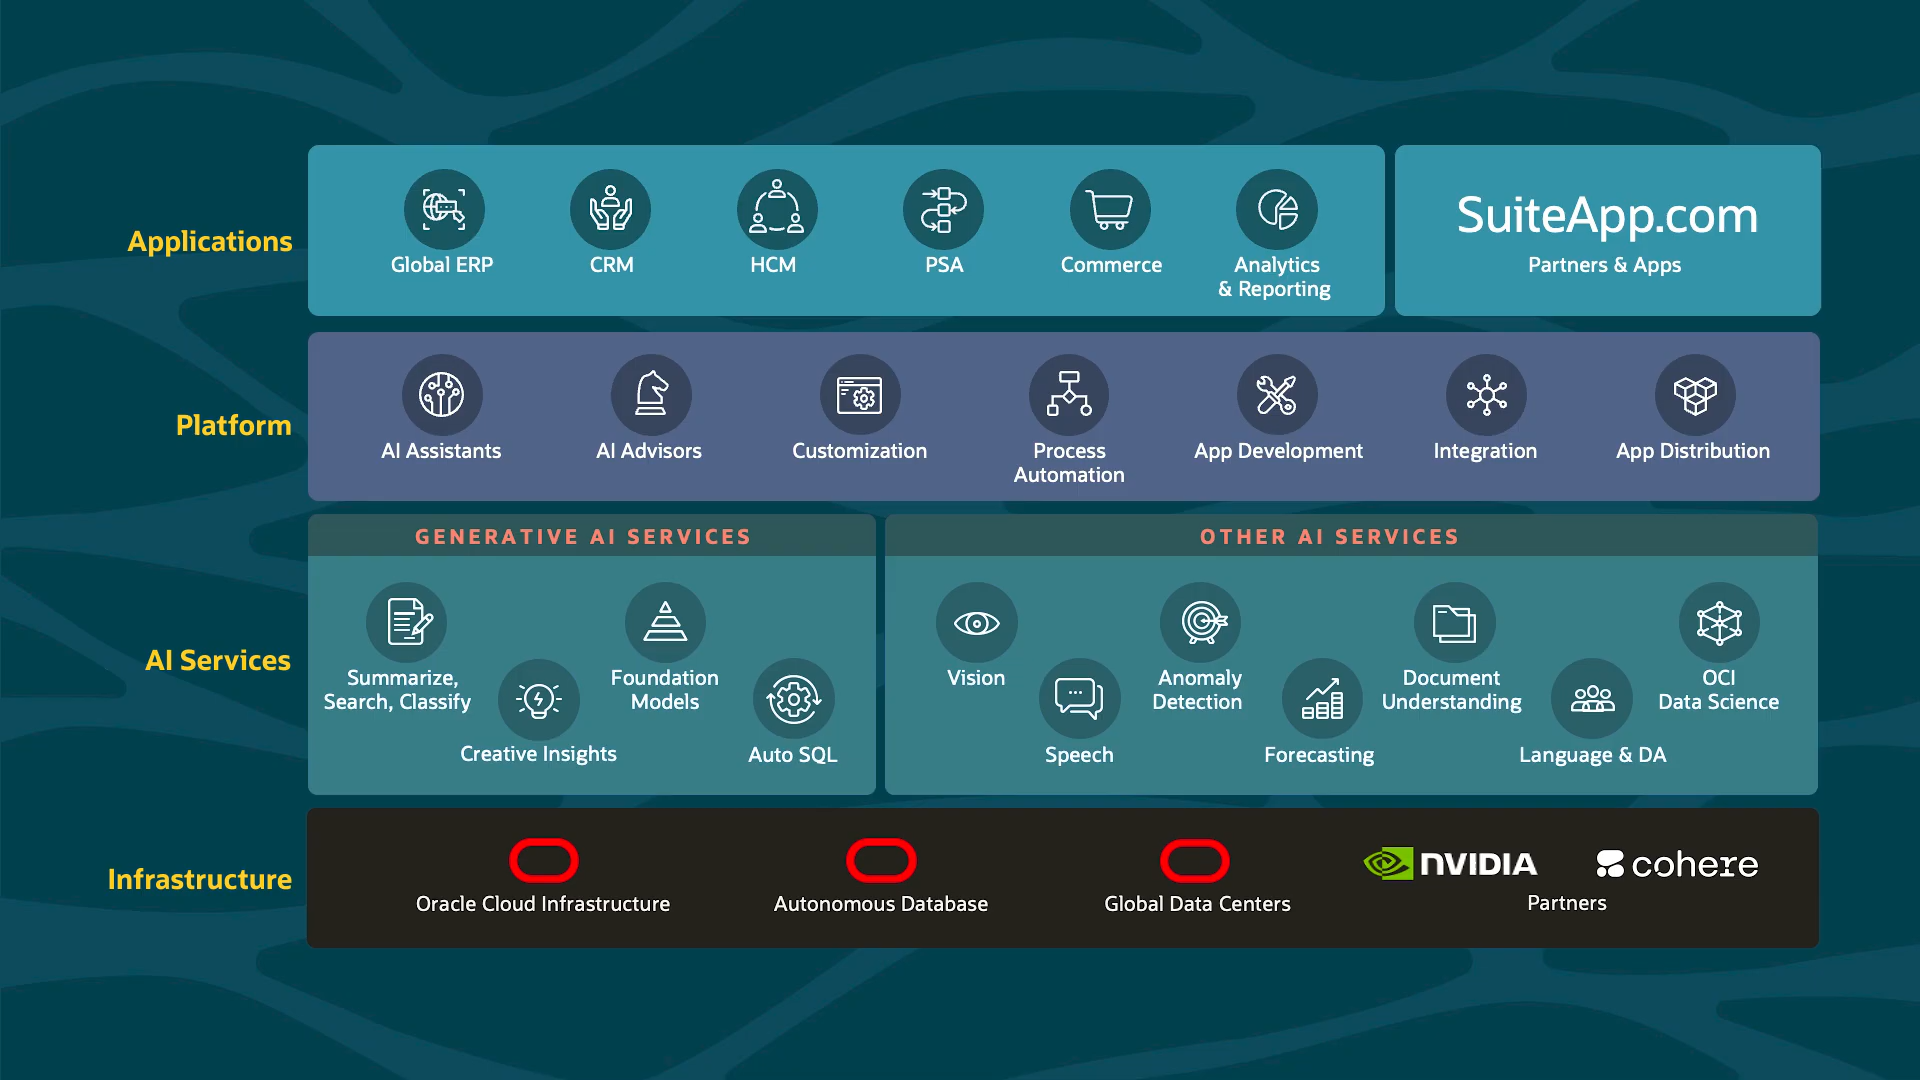 Applications
Global ERP
CRM
HCM
PSA
Commerce
Analytics
& Reporting
SuiteApp.com
Partners & Apps
Platform
AI Assistants
AI Advisors
Customization
Process
Automation
App Development
Integration
App Distribution
AI Services
GENERATIVE AI SERVICES
Summarize,
Search, Classify
Creative Insights
Foundation
Models
Auto SQL
OTHER AI SERVICES
Vision
Speech
Anomaly
Detection
Forecasting
Document
Understanding
Language & DA
OCI
Data Science
Infrastructure
Oracle Cloud Infrastructure
Autonomous Database
Global Data Centers
NVIDIA
cohere
Partners